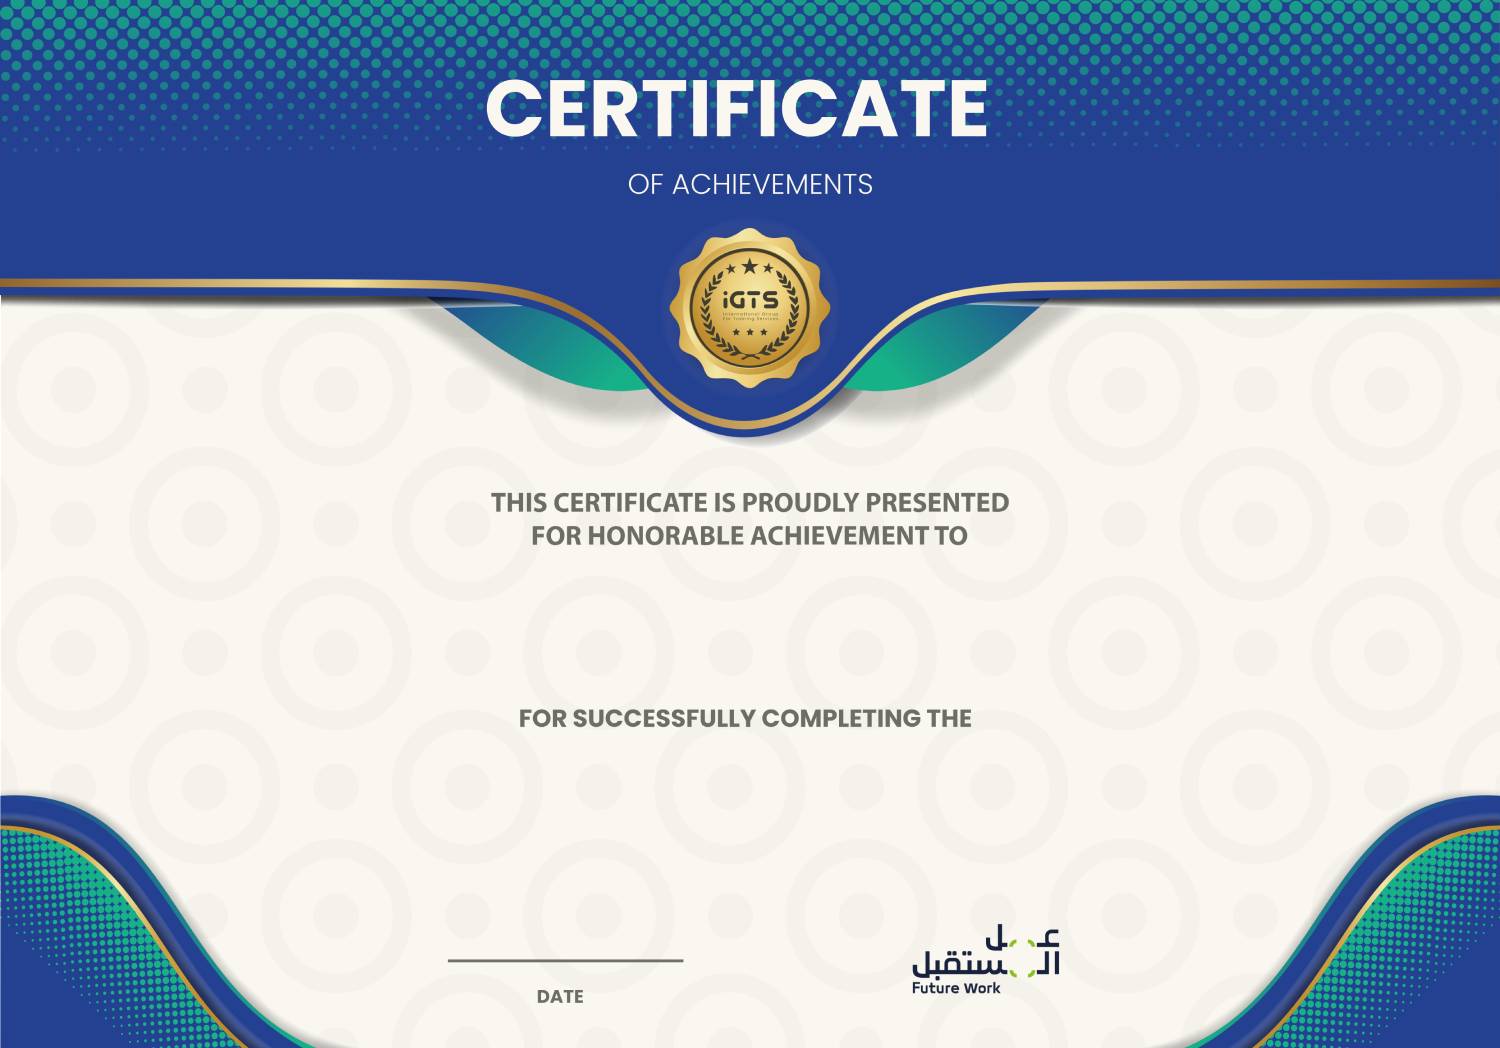 CERTIFICATE
OF ACHIEVEMENTS
iGTS
International Group
For Training Services
THIS CERTIFICATE IS PROUDLY PRESENTED
FOR HONORABLE ACHIEVEMENT TO
FOR SUCCESSFULLY COMPLETING THE
DATE
عمل
المستقبل
Future Work